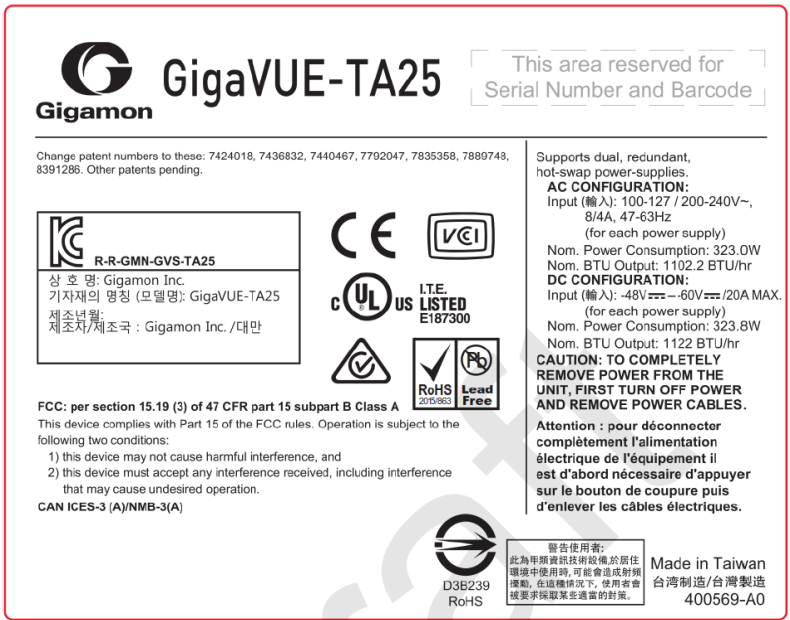 Gigamon
GigaVUE-TA25
This area reserved for
Serial Number and Barcode
Change patent numbers to these: 7424018, 7436832, 7440467, 7792047, 7835358, 7889748,
8391286. Other patents pending.
R-R-GMN-GVS-TA25
상 호 명: Gigamon Inc.
기자재의 명칭 (모델명): GigaVUE-TA25
제조년월:
제조자/제조국 : Gigamon Inc. /대만
CE
VCI
C UL US
I.T.E.
LISTED
E187300
RoHS
2015/863
Pb
Lead
Free
FCC: per section 15.19 (3) of 47 CFR part 15 subpart B Class A
This device complies with Part 15 of the FCC rules. Operation is subject to the
following two conditions:
1) this device may not cause harmful interference, and
2) this device must accept any interference received, including interference
that may cause undesired operation.
CAN ICES-3 (A)/NMB-3(A)
Supports dual, redundant,
hot-swap power-supplies.
AC CONFIGURATION:
Input (輸入): 100-127 / 200-240V~,
8/4A, 47-63Hz
(for each power supply)
Nom. Power Consumption: 323.0W
Nom. BTU Output: 1102.2 BTU/hr
DC CONFIGURATION:
Input (輸入): -48V⎓– -60V⎓/20A MAX.
(for each power supply)
Nom. Power Consumption: 323.8W
Nom. BTU Output: 1122 BTU/hr
CAUTION: TO COMPLETELY
REMOVE POWER FROM THE
UNIT, FIRST TURN OFF POWER
AND REMOVE POWER CABLES.
Attention : pour déconnecter
complètement l'alimentation
électrique de l'équipement il
est d'abord nécessaire d'appuyer
sur le bouton de coupure puis
d'enlever les câbles électriques.
D3B239
RoHS
警告使用者:
此為甲類資訊技術設備,於居住
環境中使用時,可能會造成射頻
擾動, 在這種情況下, 使用者會
被要求採取某些適當的對策。
Made in Taiwan
台湾制造/台灣製造
400569-A0